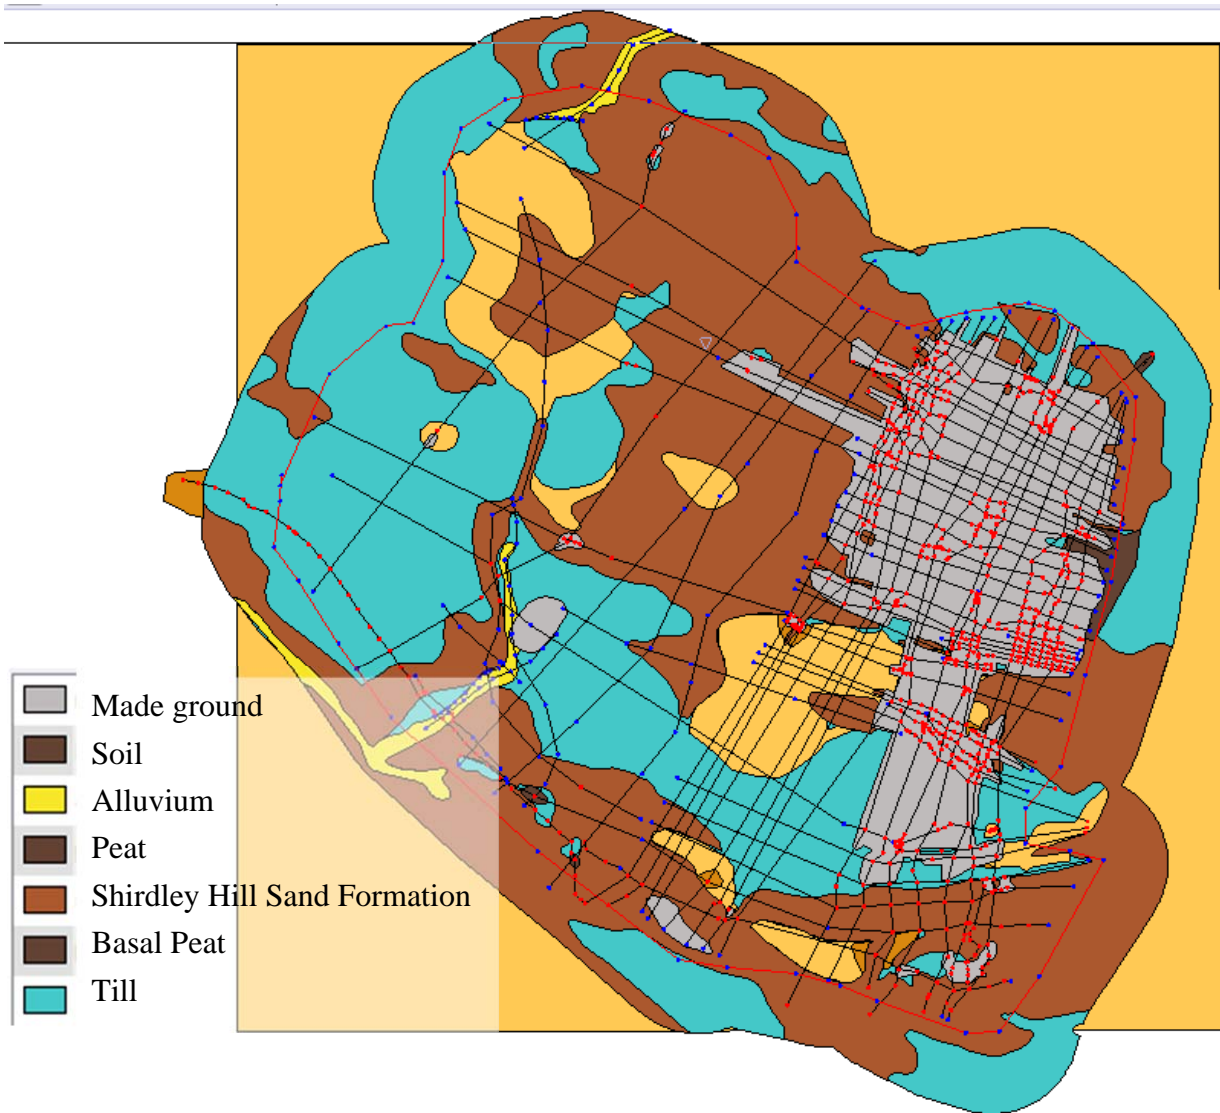 Made ground
Soil
Alluvium
Peat
Shirdley Hill Sand Formation
Basal Peat
Till